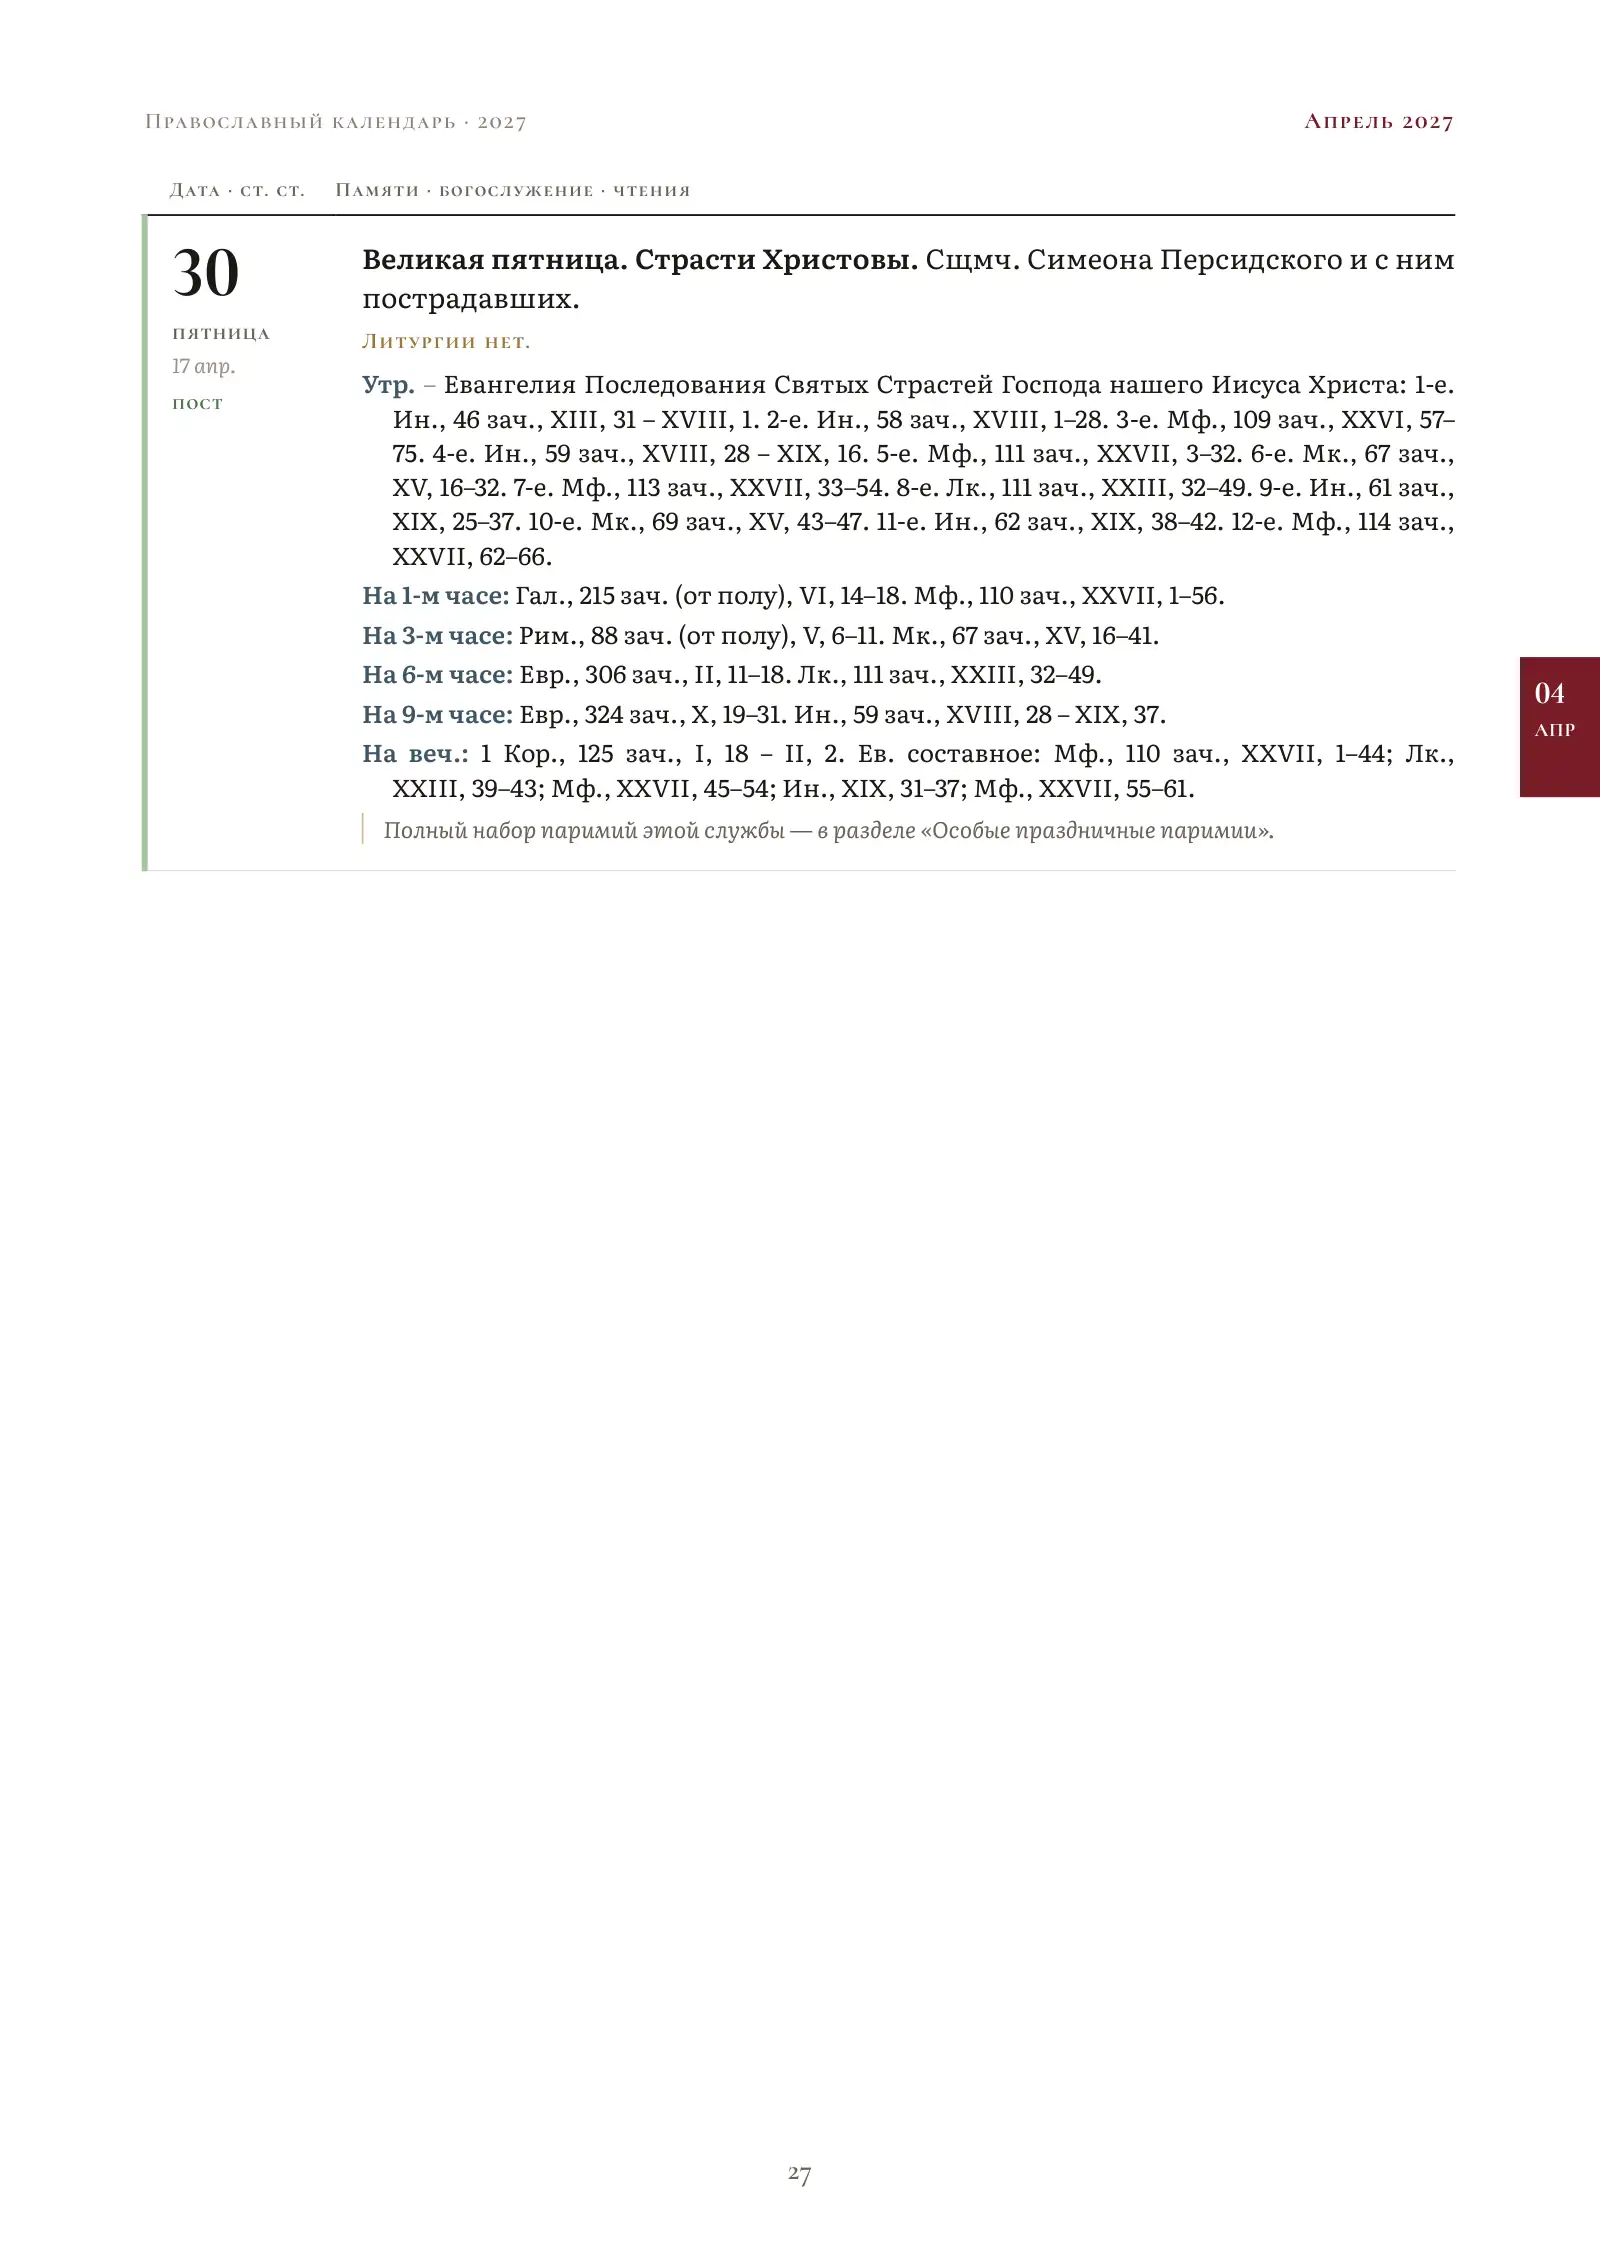 Православный календарь · 2027
Апрель 2027
Дата · ст. ст. Памяти · богослужение · чтения
30
пятница
17 апр.
пост
Великая пятница. Страсти Христовы. Сщмч. Симеона Персидского и с ним
пострадавших.
Литургии нет.
Утр. – Евангелия Последования Святых Страстей Господа нашего Иисуса Христа: 1-е.
Ин., 46 зач., XIII, 31 – XVIII, 1. 2-е. Ин., 58 зач., XVIII, 1–28. 3-е. Мф., 109 зач., XXVI, 57–
75. 4-е. Ин., 59 зач., XVIII, 28 – XIX, 16. 5-е. Мф., 111 зач., XXVII, 3–32. 6-е. Мк., 67 зач.,
XV, 16–32. 7-е. Мф., 113 зач., XXVII, 33–54. 8-е. Лк., 111 зач., XXIII, 32–49. 9-е. Ин., 61 зач.,
XIX, 25–37. 10-е. Мк., 69 зач., XV, 43–47. 11-е. Ин., 62 зач., XIX, 38–42. 12-е. Мф., 114 зач.,
XXVII, 62–66.
На 1-м часе: Гал., 215 зач. (от полу), VI, 14–18. Мф., 110 зач., XXVII, 1–56.
На 3-м часе: Рим., 88 зач. (от полу), V, 6–11. Мк., 67 зач., XV, 16–41.
На 6-м часе: Евр., 306 зач., II, 11–18. Лк., 111 зач., XXIII, 32–49.
На 9-м часе: Евр., 324 зач., X, 19–31. Ин., 59 зач., XVIII, 28 – XIX, 37.
На веч.: 1 Кор., 125 зач., I, 18 – II, 2. Ев. составное: Мф., 110 зач., XXVII, 1–44; Лк.,
XXIII, 39–43; Мф., XXVII, 45–54; Ин., XIX, 31–37; Мф., XXVII, 55–61.
Полный набор паримий этой службы — в разделе «Особые праздничные паримии».
04
апр
27